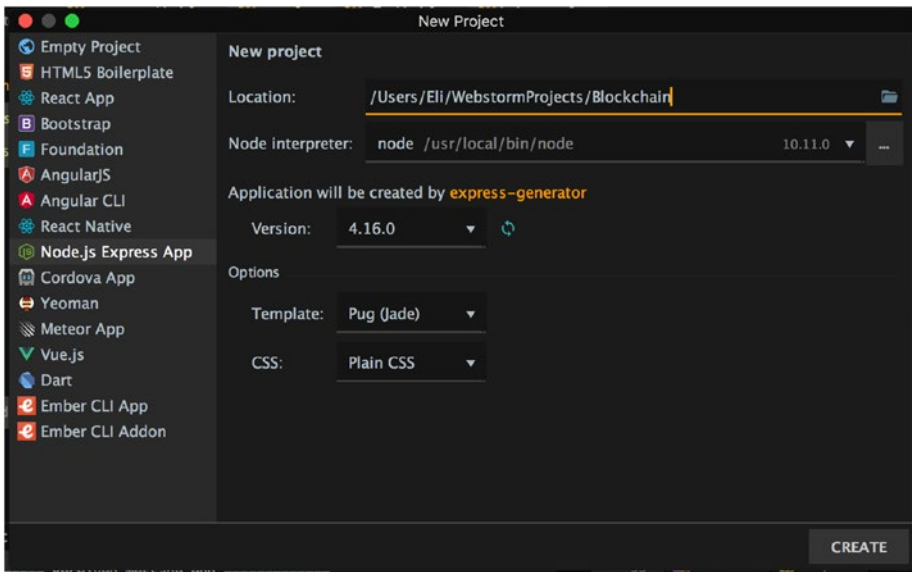 New Project
Empty Project
HTML5 Boilerplate
React App
Bootstrap
Foundation
AngularJS
Angular CLI
React Native
Node.js Express App
Cordova App
Yeoman
Meteor App
Vue.js
Dart
Ember CLI App
Ember CLI Addon
New project
Location: /Users/Eli/WebstormProjects/Blockchain
Node interpreter: node /usr/local/bin/node 10.11.0 ...
Application will be created by express-generator
Version: 4.16.0
Options
Template: Pug (Jade)
CSS: Plain CSS
CREATE